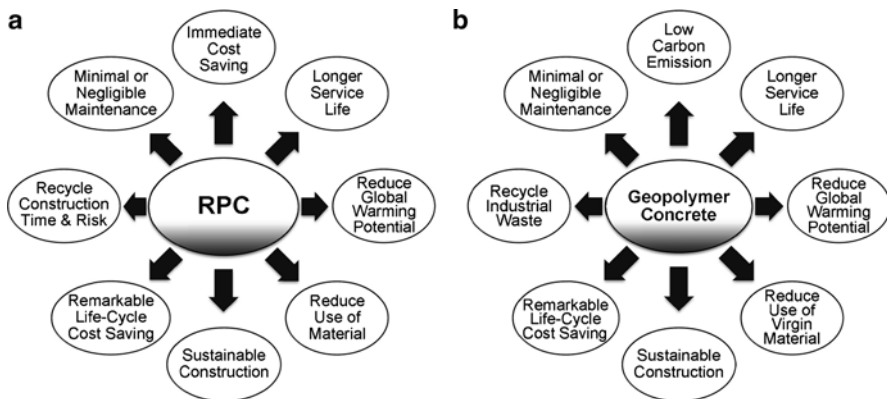 a
Immediate
Cost
Saving
Minimal or
Negligible
Maintenance
Longer
Service
Life
Recycle
Construction
Time & Risk
RPC
Reduce
Global
Warming
Potential
Remarkable
Life-Cycle
Cost Saving
Reduce
Use of
Material
Sustainable
Construction
b
Low
Carbon
Emission
Minimal or
Negligible
Maintenance
Longer
Service
Life
Recycle
Industrial
Waste
Geopolymer
Concrete
Reduce
Global
Warming
Potential
Remarkable
Life-Cycle
Cost Saving
Reduce
Use of
Virgin
Material
Sustainable
Construction